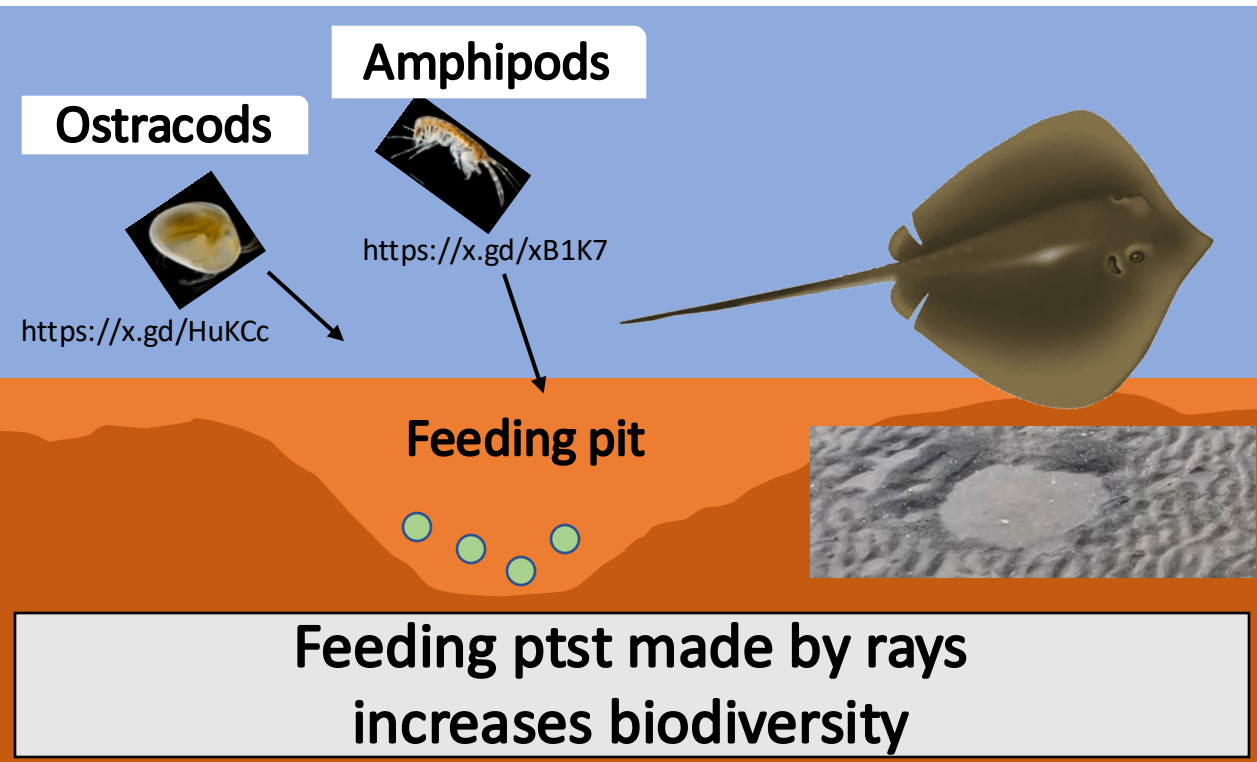 Amphipods
Ostracods
https://x.gd/xB1K7
https://x.gd/HuKCc
Feeding pit
Feeding ptst made by rays
increases biodiversity